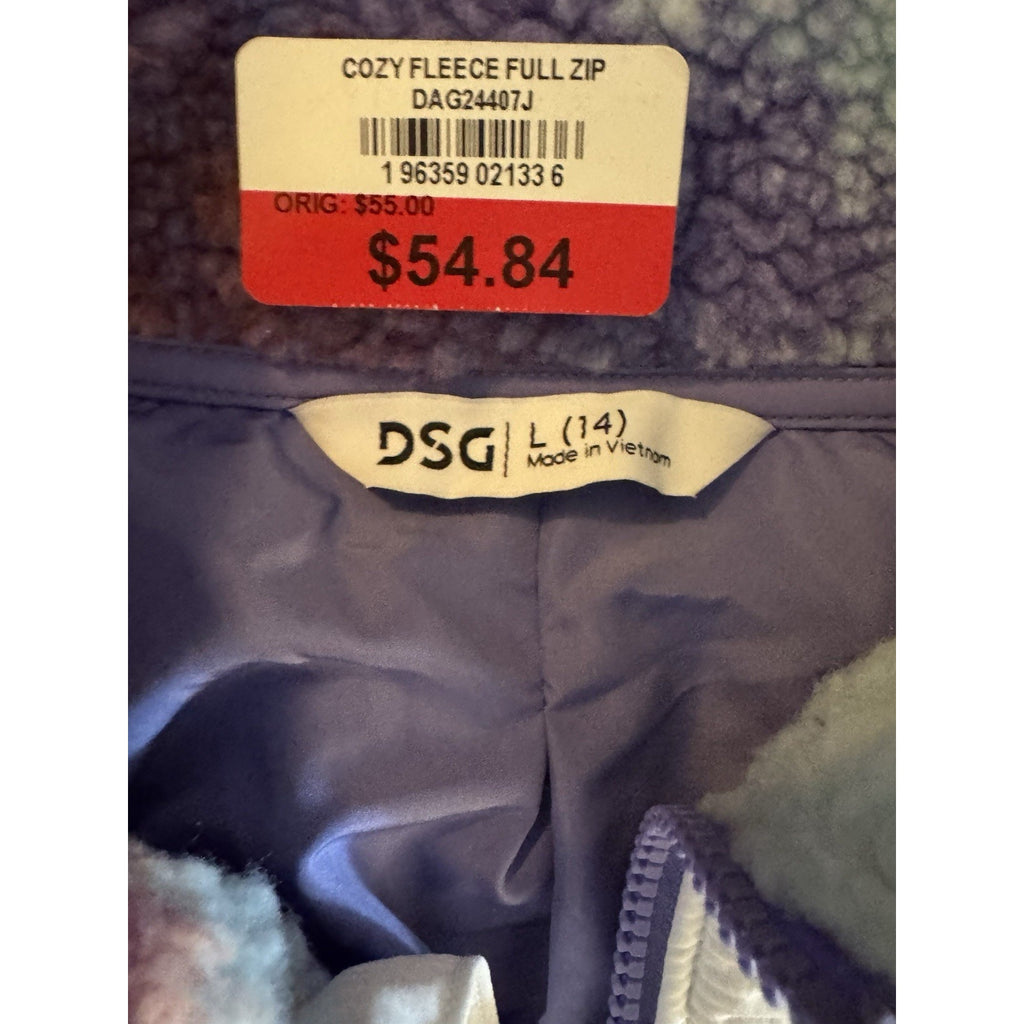 COZY FLEECE FULL ZIP
DAG24407J
1 96359 02133 6
ORIG: $55.00
$54.84
DSG
L (14)
Made in Vietnam